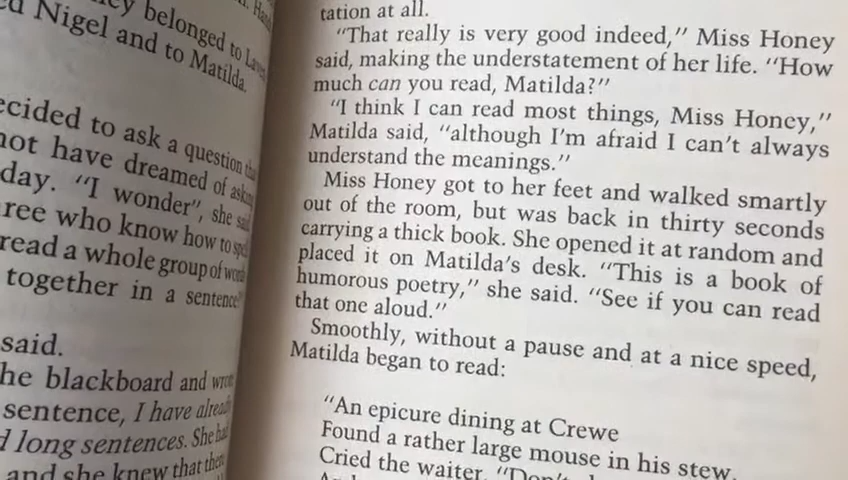 ey belonged to
Nigel and to Matilda.
ecided to ask a question
not have dreamed of
day. "I wonder", she
ree who know how to
read a whole group of
together in a sentence
said.
he blackboard and
sentence, I have
long sentences. She
and she knew that
tation at all.
"That really is very good indeed," Miss Honey
said, making the understatement of her life. "How
much can you read, Matilda?"
"I think I can read most things, Miss Honey,"
Matilda said, "although I'm afraid I can't always
understand the meanings."
Miss Honey got to her feet and walked smartly
out of the room, but was back in thirty seconds
carrying a thick book. She opened it at random and
placed it on Matilda's desk. "This is a book of
humorous poetry," she said. "See if you can read
that one aloud."
Smoothly, without a pause and at a nice speed,
Matilda began to read:
"An epicure dining at Crewe
Found a rather large mouse in his stew.
Cried the waiter, "Don't